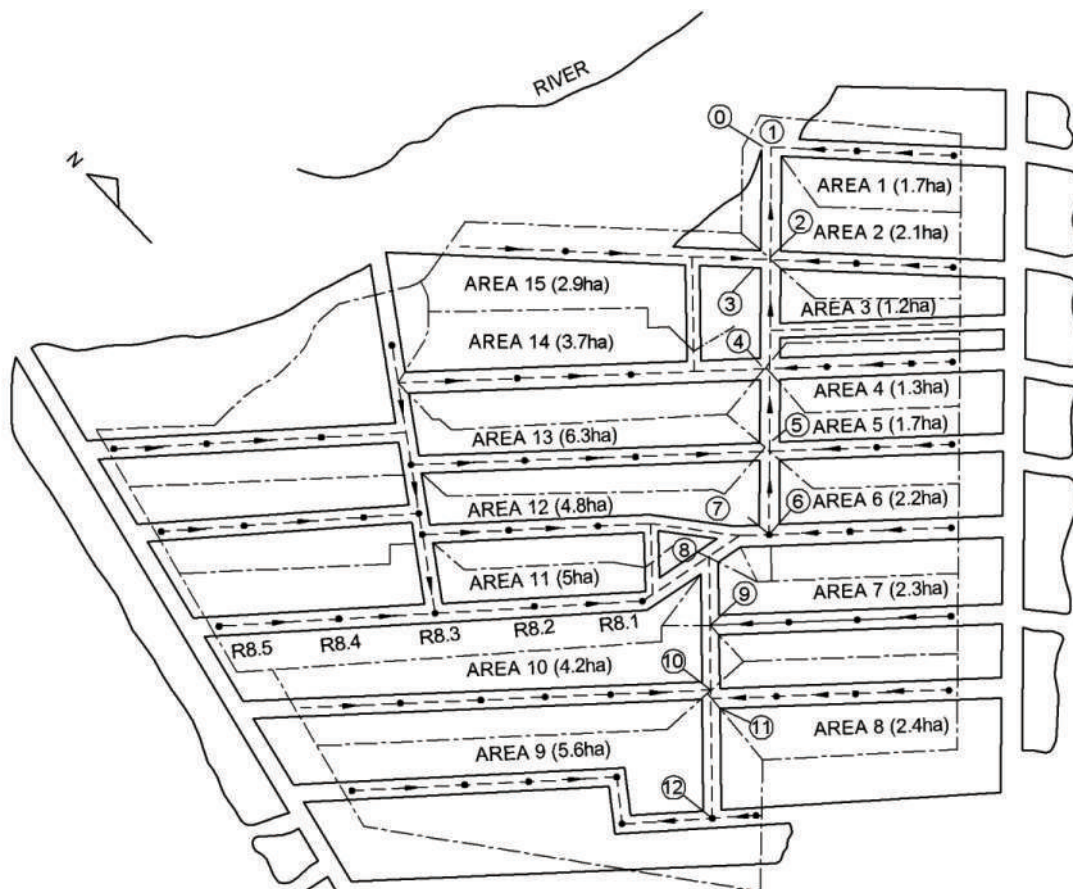 RIVER
N
0
1
AREA 1 (1.7ha)
2
AREA 2 (2.1ha)
AREA 15 (2.9ha)
3
AREA 3 (1.2ha)
AREA 14 (3.7ha)
4
AREA 4 (1.3ha)
5
AREA 5 (1.7ha)
AREA 13 (6.3ha)
AREA 6 (2.2ha)
AREA 12 (4.8ha)
7
6
8
AREA 11 (5ha)
AREA 7 (2.3ha)
9
R8.5
R8.4
R8.3
R8.2
R8.1
AREA 10 (4.2ha)
10
11
AREA 8 (2.4ha)
AREA 9 (5.6ha)
12